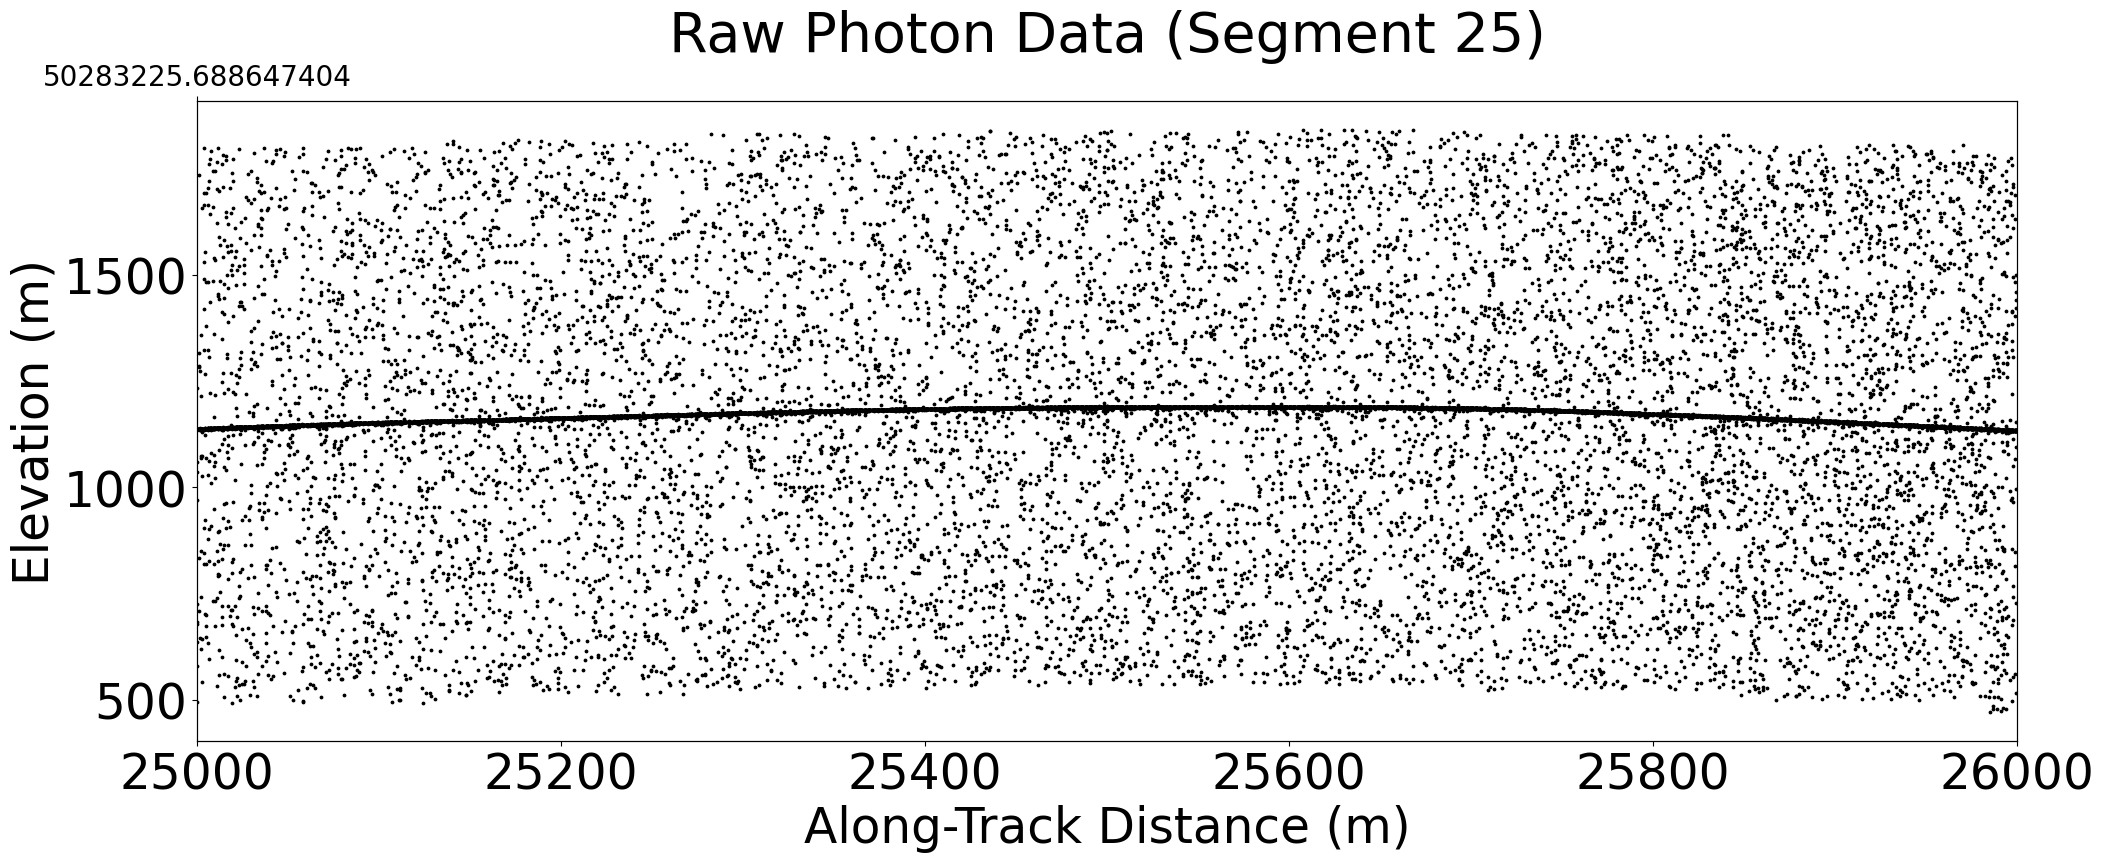 Raw Photon Data (Segment 25)
50283225.688647404
Elevation (m)
1500
1000
500
25000 25200 25400 25600 25800 26000
Along-Track Distance (m)